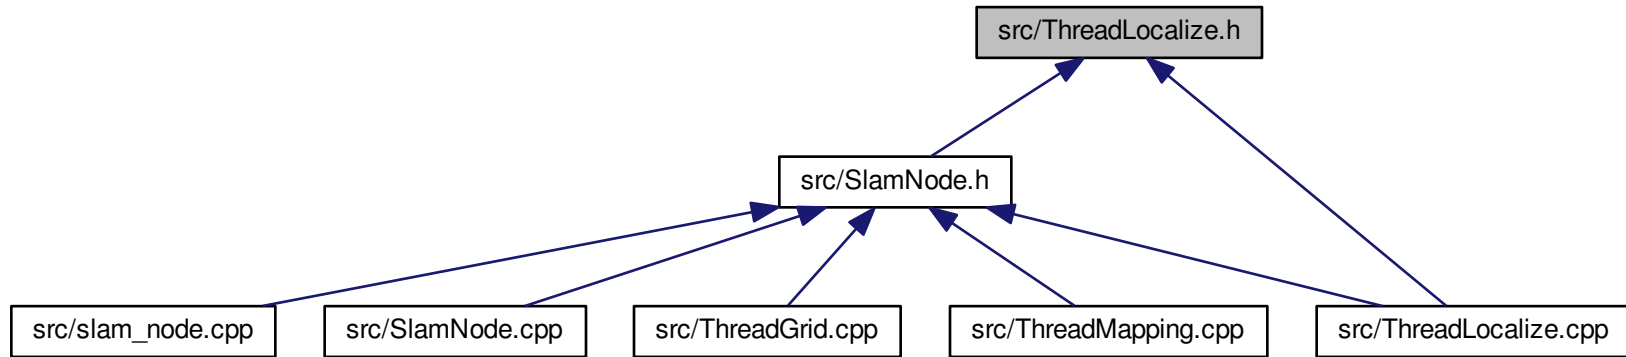 src/ThreadLocalize.h
src/SlamNode.h
src/slam_node.cpp
src/SlamNode.cpp
src/ThreadGrid.cpp
src/ThreadMapping.cpp
src/ThreadLocalize.cpp